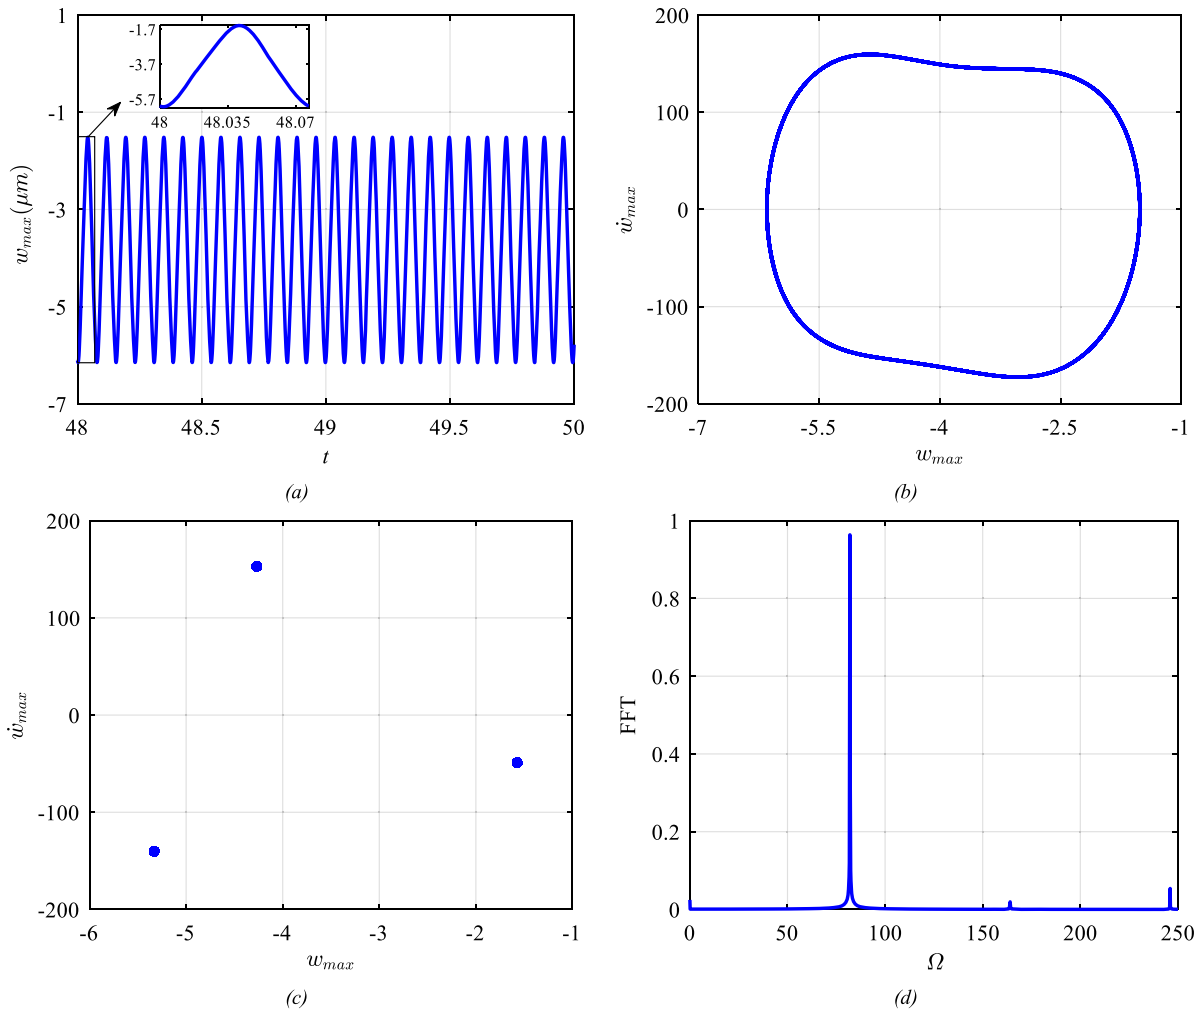 1
-1
-3
-5
-7
w_max(μm)
-1.7
-3.7
-5.7
48 48.035 48.07
48 48.5 49 49.5 50
t
(a)
200
100
0
-100
-200
ẇ_max
-7 -5.5 -4 -2.5 -1
w_max
(b)
200
100
0
-100
-200
ẇ_max
-6 -5 -4 -3 -2 -1
w_max
(c)
1
0.8
0.6
0.4
0.2
0
FFT
0 50 100 150 200 250
Ω
(d)